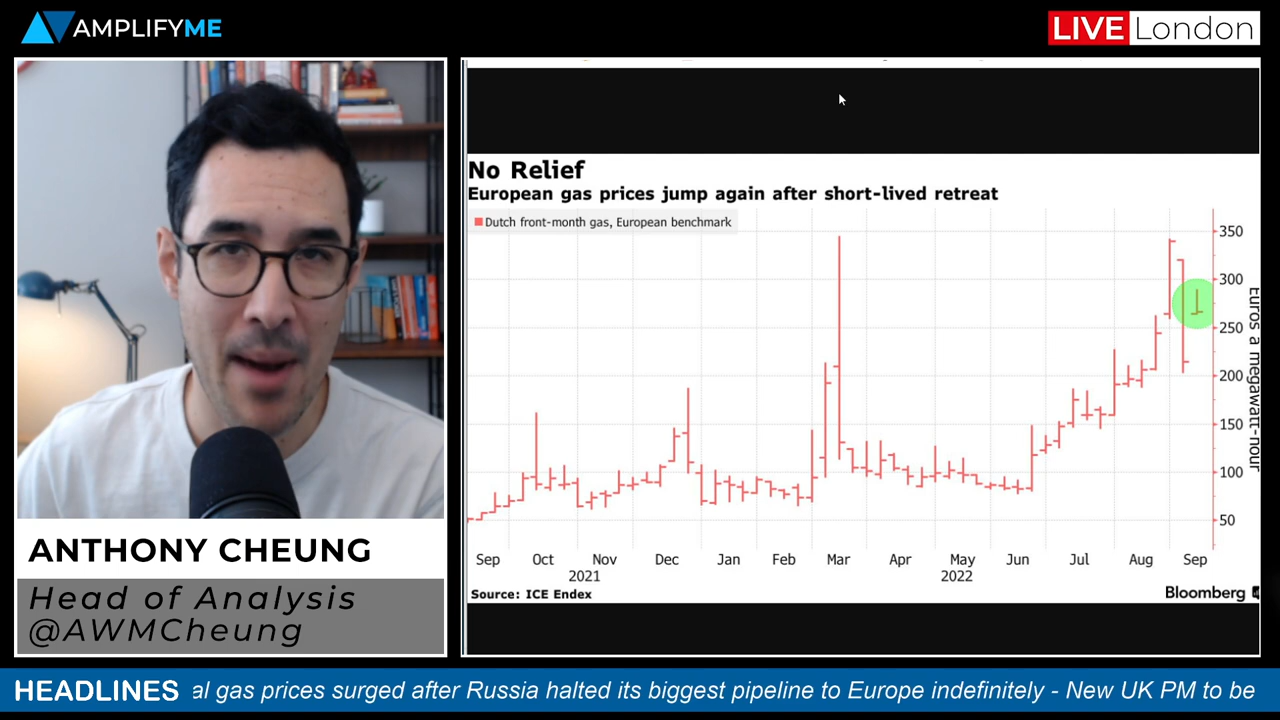 AMPLIFYME
LIVE London
No Relief
European gas prices jump again after short-lived retreat
Dutch front-month gas, European benchmark
350
300
250
200
150
100
50
Euros a megawatt-hour
Sep Oct Nov Dec Jan Feb Mar Apr May Jun Jul Aug Sep
2021 2022
Source: ICE Endex
Bloomberg
ANTHONY CHEUNG
Head of Analysis
@AWMCheung
HEADLINES al gas prices surged after Russia halted its biggest pipeline to Europe indefinitely - New UK PM to be